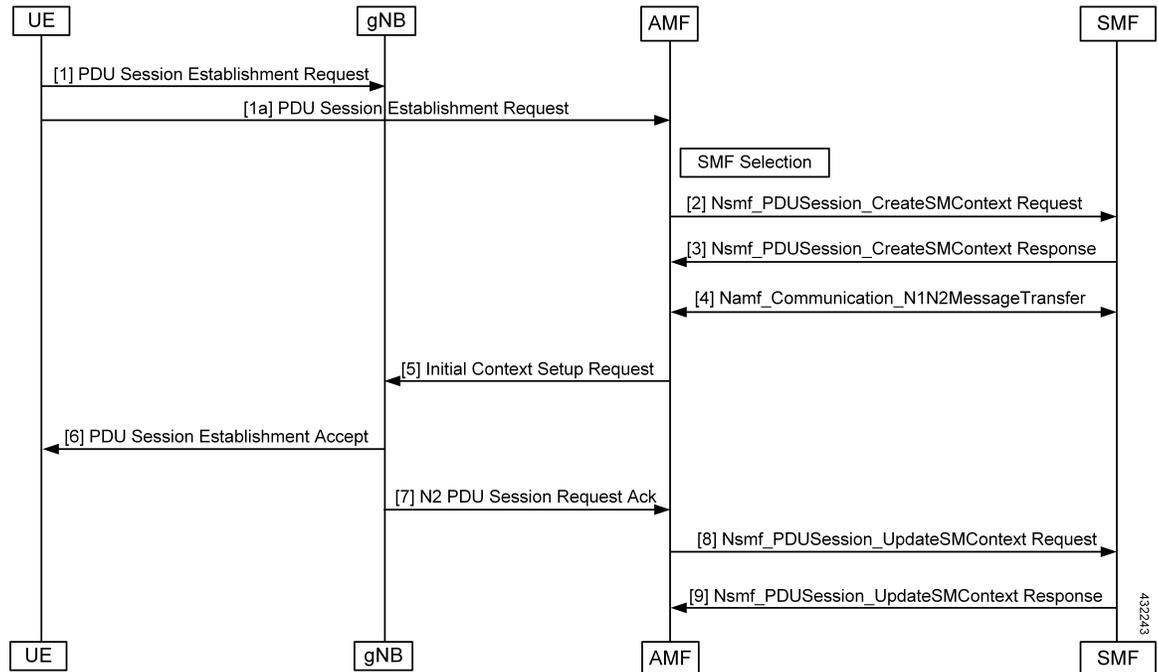 UE
gNB
AMF
SMF
[1] PDU Session Establishment Request
[1a] PDU Session Establishment Request
SMF Selection
[2] Nsmf_PDUSession_CreateSMContext Request
[3] Nsmf_PDUSession_CreateSMContext Response
[4] Namf_Communication_N1N2MessageTransfer
[5] Initial Context Setup Request
[6] PDU Session Establishment Accept
[7] N2 PDU Session Request Ack
[8] Nsmf_PDUSession_UpdateSMContext Request
[9] Nsmf_PDUSession_UpdateSMContext Response
432243
UE
gNB
AMF
SMF